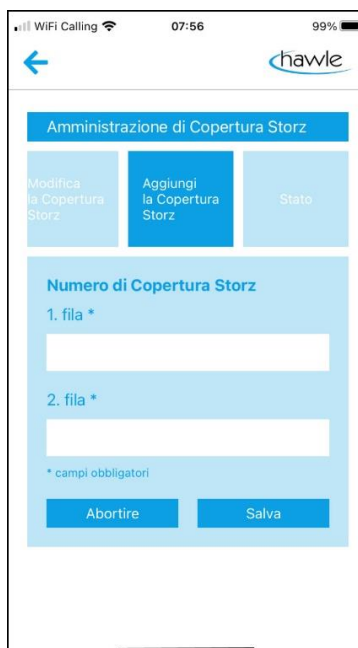 WiFi Calling 07:56 99%
hawle
Amministrazione di Copertura Storz
Modifica
la Copertura
Storz
Aggiungi
la Copertura
Storz
Stato
Numero di Copertura Storz
1. fila *
2. fila *
* campi obbligatori
Abortire Salva